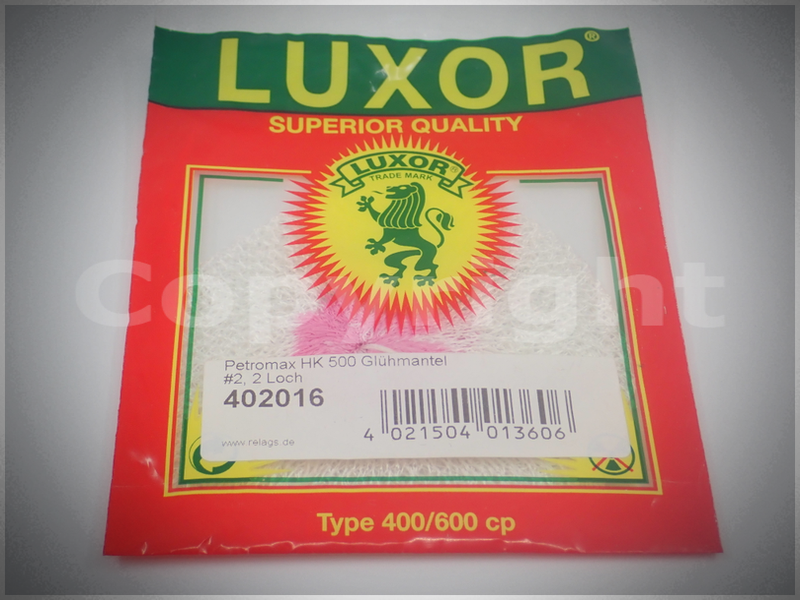 LUXOR®
SUPERIOR QUALITY
LUXOR®
TRADE MARK
Copyright
Petromax HK 500 Glühmantel
#2, 2 Loch
402016
4 021504 013606
www.relags.de
Type 400/600 cp